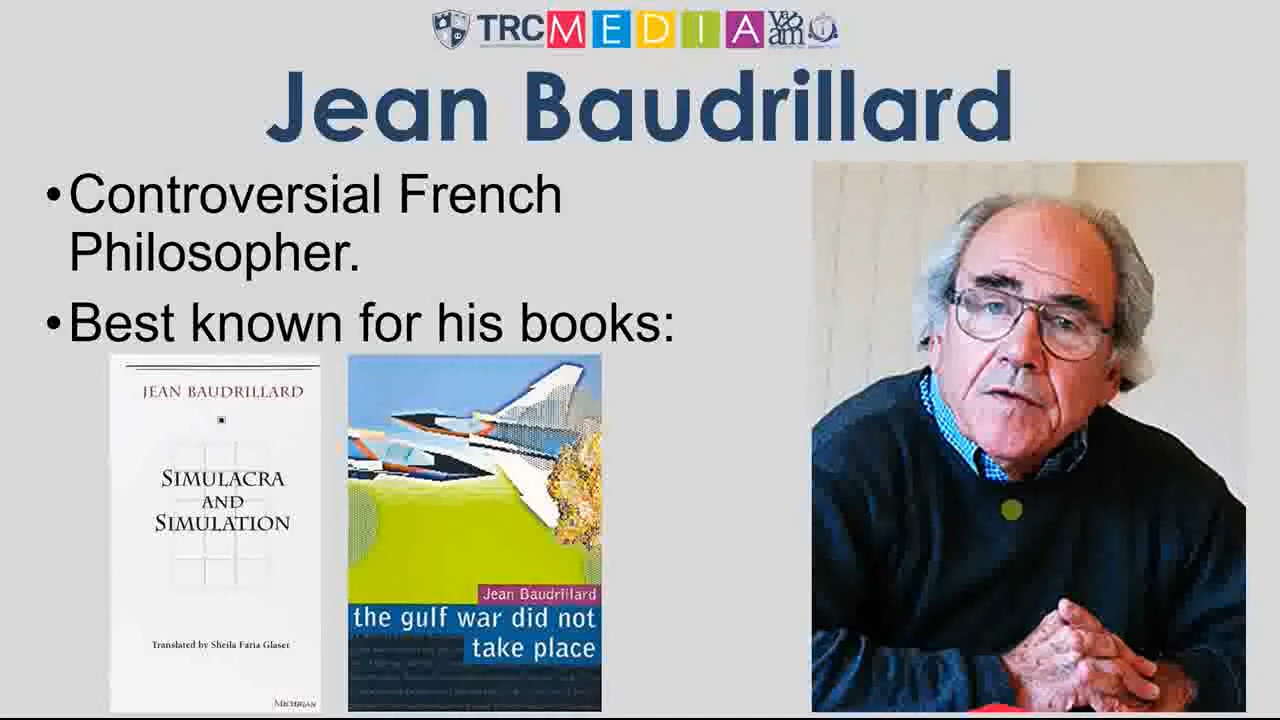 TRCMEDIA
Jean Baudrillard
•Controversial French
Philosopher.
•Best known for his books:
JEAN BAUDRILLARD
SIMULACRA
AND
SIMULATION
Translated by Sheila Faria Glaser
MICHIGAN
Jean Baudrillard
the gulf war did not
take place